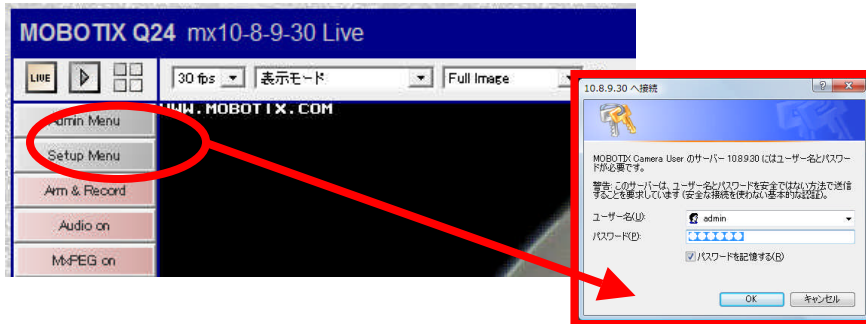 MOBOTIX Q24 mx10-8-9-30 Live
LIVE
30 fps
表示モード
Full Image
WWW.MOBOTIX.COM
Admin Menu
Setup Menu
Arm & Record
Audio on
MxPEG on
10.8.9.30 へ接続
MOBOTIX Camera User のサーバー 10.8.9.30 にはユーザー名とパスワー
ドが必要です。
警告: このサーバーは、ユーザー名とパスワードを安全ではない方法で送信
することを要求しています (安全な接続を使わない基本的な認証)。
ユーザー名(U):
admin
パスワード(P):
パスワードを記憶する(R)
OK
キャンセル